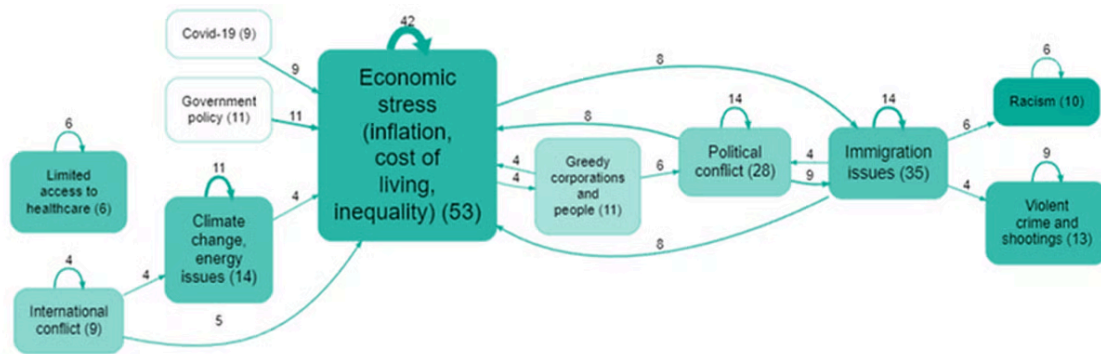 42
Covid-19 (9)
9
Government
policy (11)
11
Economic
stress
(inflation,
cost of
living,
inequality) (53)
6
Limited
access to
healthcare (6)
11
Climate
change,
energy
issues (14)
4
4
International
conflict (9)
4
5
8
8
4
4
Greedy
corporations
and
people (11)
6
14
Political
conflict (28)
4
9
14
Immigration
issues (35)
8
6
4
6
Racism (10)
9
Violent
crime and
shootings (13)